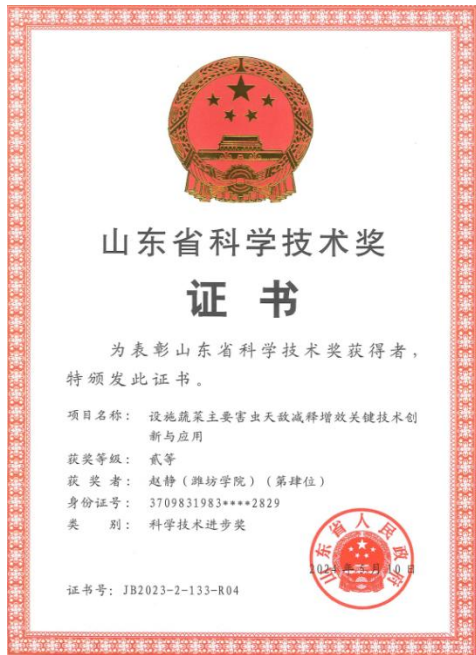 山东省科学技术奖
证书
为表彰山东省科学技术奖获得者，
特颁发此证书。
项目名称： 设施蔬菜主要害虫天敌减释增效关键技术创
新与应用
获奖等级： 贰等
获 奖 者： 赵静（潍坊学院）（第肆位）
身份证号： 3709831983****2829
类 别： 科学技术进步奖
山东省人民政府
证书号：JB2023-2-133-R04